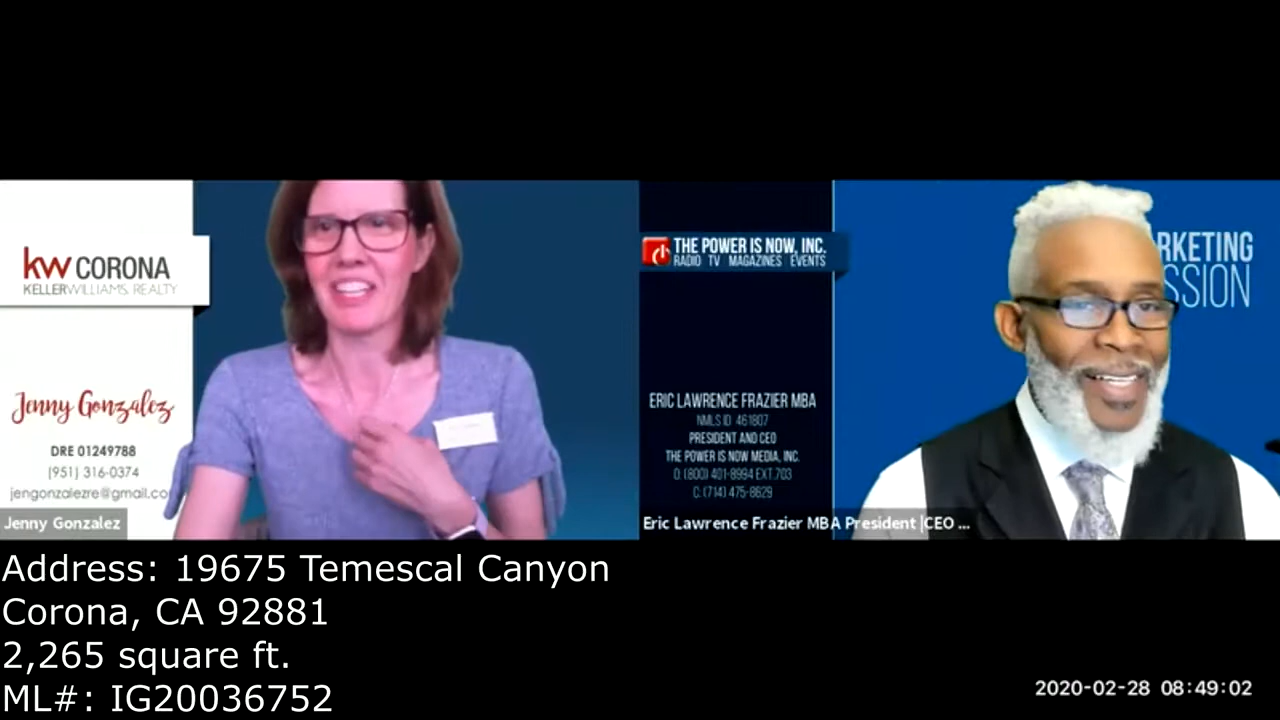 kw CORONA
KELLERWILLIAMS. REALTY
Jenny Gonzalez
DRE 01249788
(951) 316-0374
jengonzalezre@gmail.co
Jenny Gonzalez
THE POWER IS NOW, INC.
RADIO TV MAGAZINES EVENTS
ERIC LAWRENCE FRAZIER MBA
NMLS ID 461807
PRESIDENT AND CEO
THE POWER IS NOW MEDIA, INC.
O: (800) 401-8994 EXT.703
C: (714) 475-8629
Eric Lawrence Frazier MBA President |CEO ...
RKETING
SSION
Address: 19675 Temescal Canyon
Corona, CA 92881
2,265 square ft.
ML#: IG20036752
2020-02-28 08:49:02